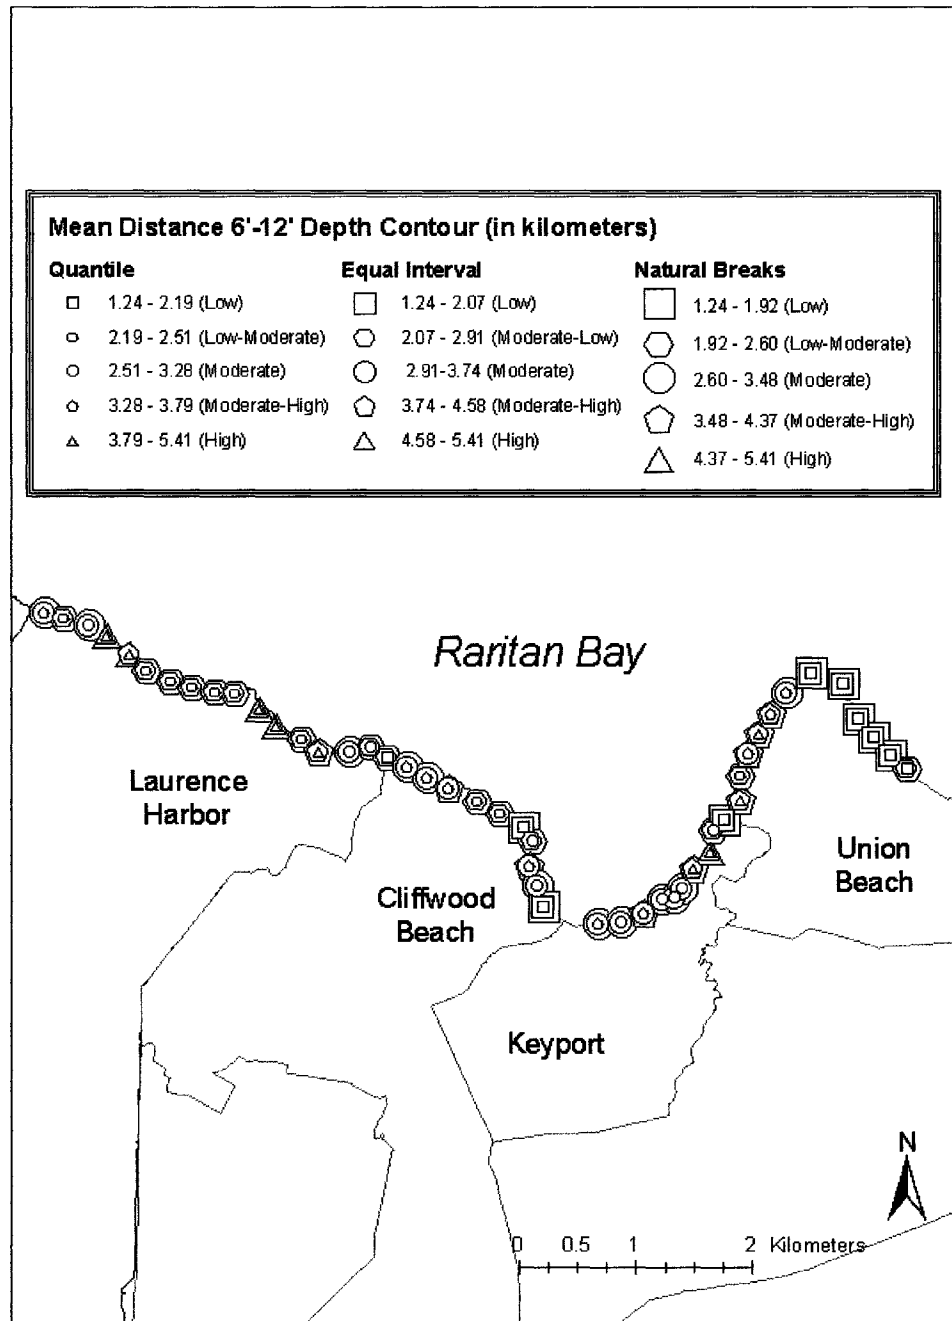 Mean Distance 6'-12' Depth Contour (in kilometers)
Quantile
1.24 - 2.19 (Low)
2.19 - 2.51 (Low-Moderate)
2.51 - 3.28 (Moderate)
3.28 - 3.79 (Moderate-High)
3.79 - 5.41 (High)
Equal Interval
1.24 - 2.07 (Low)
2.07 - 2.91 (Moderate-Low)
2.91-3.74 (Moderate)
3.74 - 4.58 (Moderate-High)
4.58 - 5.41 (High)
Natural Breaks
1.24 - 1.92 (Low)
1.92 - 2.60 (Low-Moderate)
2.60 - 3.48 (Moderate)
3.48 - 4.37 (Moderate-High)
4.37 - 5.41 (High)
Raritan Bay
Laurence
Harbor
Cliffwood
Beach
Union
Beach
Keyport
N
0 0.5 1 2 Kilometers